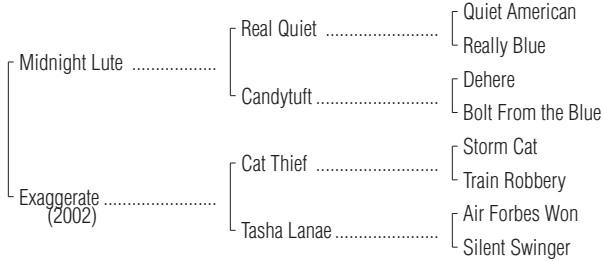 Quiet American
Real Quiet ....................
Really Blue
Midnight Lute ...................
Dehere
Candytuft ...........................
Bolt From the Blue
Storm Cat
Cat Thief ...........................
Train Robbery
Exaggerate .........................
(2002)
Air Forbes Won
Tasha Lanae .......................
Silent Swinger